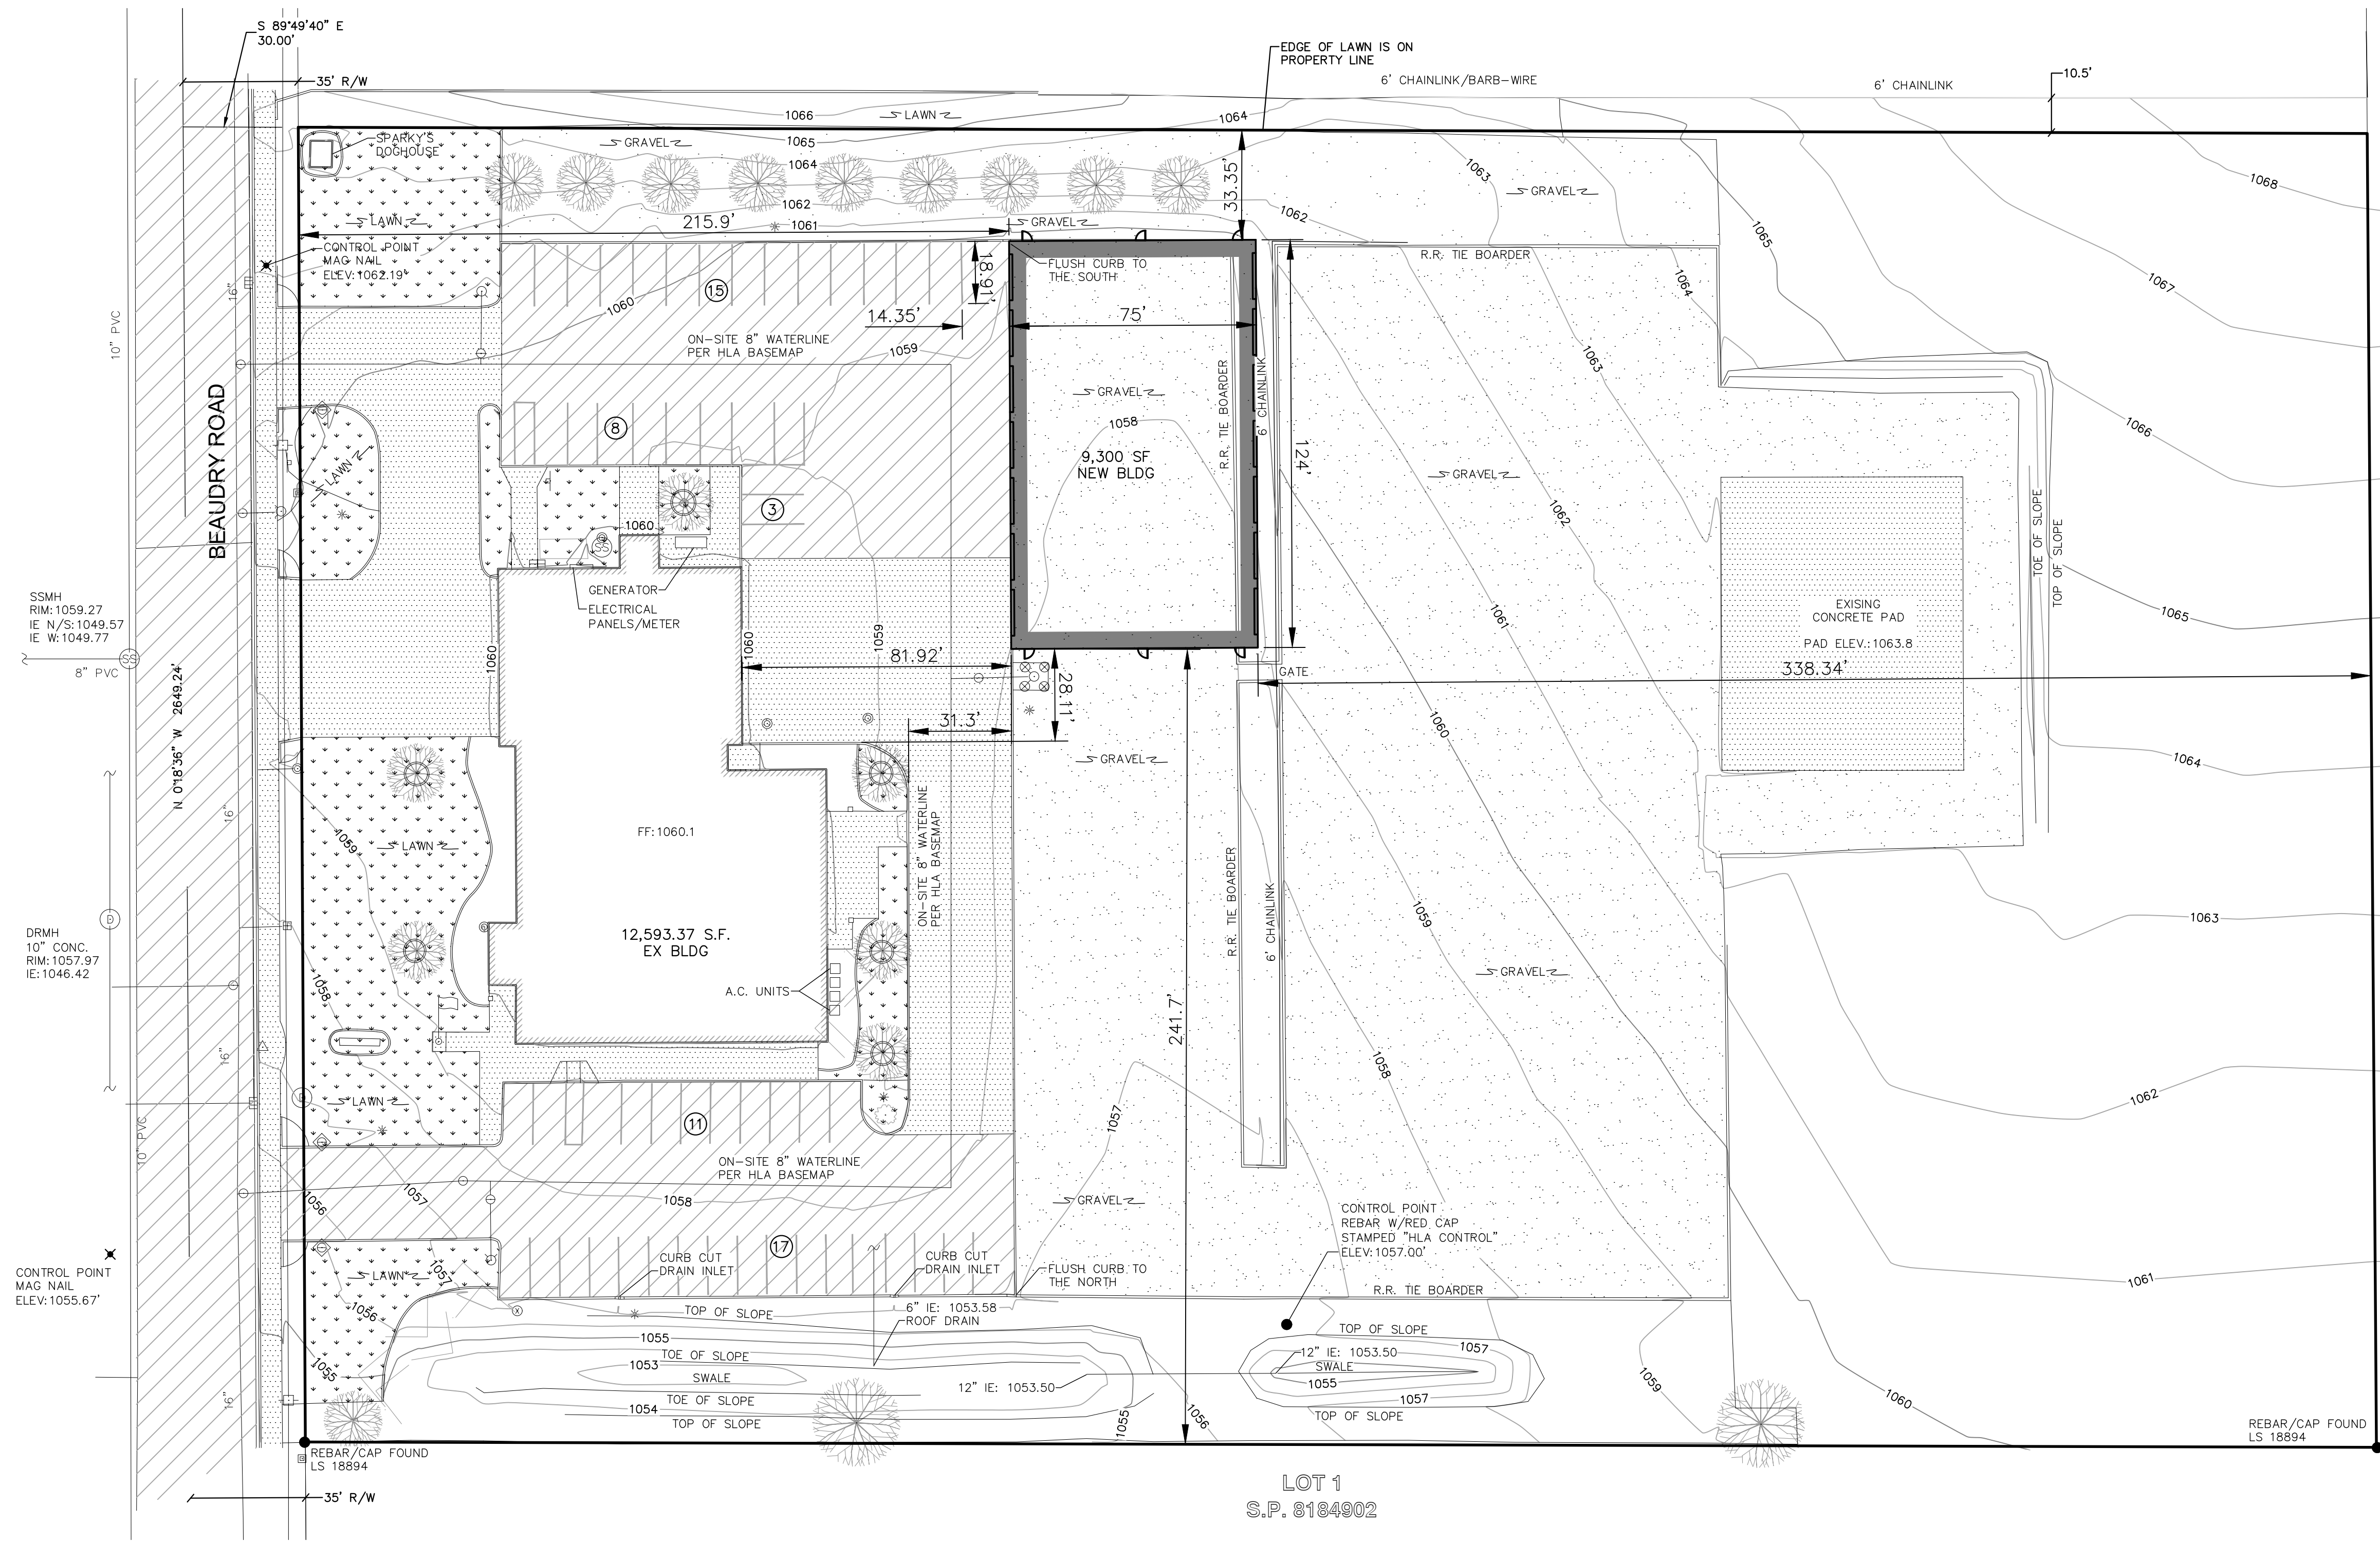 S 89°49'40" E
30.00'
35' R/W
EDGE OF LAWN IS ON
PROPERTY LINE
6' CHAINLINK/BARB-WIRE
6' CHAINLINK
10.5'
1066
LAWN
1064
SPARKY'S
DOGHOUSE
GRAVEL
1065
1064
1063
GRAVEL
1068
33.35'
LAWN
1062
215.9'
1061
GRAVEL
1062
1065
CONTROL POINT
MAG NAIL
ELEV:1062.19'
16"
15
18.91'
FLUSH CURB TO
THE SOUTH
R.R. TIE BOARDER
1064
1067
10" PVC
1060
14.35'
75'
ON-SITE 8" WATERLINE
PER HLA BASEMAP
1059
1063
BEAUDRY ROAD
GRAVEL
R.R. TIE BOARDER
6' CHAINLINK
8
1058
1066
LAWN
9,300 SF
NEW BLDG
124'
GRAVEL
3
1062
1060
SS
TOE OF SLOPE
TOP OF SLOPE
GENERATOR
ELECTRICAL
PANELS/METER
SSMH
RIM:1059.27
IE N/S:1049.57
IE W:1049.77
SS
8" PVC
1060
1060
1059
1061
EXISING
CONCRETE PAD
PAD ELEV.:1063.8
1065
81.92'
GATE
338.34'
N 0°18'36" W 2649.24'
28.11'
31.3'
1060
GRAVEL
1064
16"
1059
LAWN
FF:1060.1
ON-SITE 8" WATERLINE
PER HLA BASEMAP
R.R. TIE BOARDER
6' CHAINLINK
1059
1063
D
DRMH
10" CONC.
RIM:1057.97
IE:1046.42
12,593.37 S.F.
EX BLDG
1058
A.C. UNITS
GRAVEL
241.7'
16"
1058
LAWN
D
11
1057
1062
10" PVC
ON-SITE 8" WATERLINE
PER HLA BASEMAP
1056
1057
1058
GRAVEL
CONTROL POINT
REBAR W/RED CAP
STAMPED "HLA CONTROL"
ELEV:1057.00'
17
CONTROL POINT
MAG NAIL
ELEV:1055.67'
LAWN
1057
CURB CUT
DRAIN INLET
CURB CUT
DRAIN INLET
FLUSH CURB TO
THE NORTH
1061
R.R. TIE BOARDER
1056
TOP OF SLOPE
6" IE: 1053.58
ROOF DRAIN
TOP OF SLOPE
1055
1055
TOE OF SLOPE
1053
SWALE
12" IE: 1053.50
1057
12" IE: 1053.50
SWALE
1055
1059
1060
16"
TOE OF SLOPE
1057
1054
TOP OF SLOPE
1055
1056
TOP OF SLOPE
REBAR/CAP FOUND
LS 18894
REBAR/CAP FOUND
LS 18894
35' R/W
LOT 1
S.P. 8184902